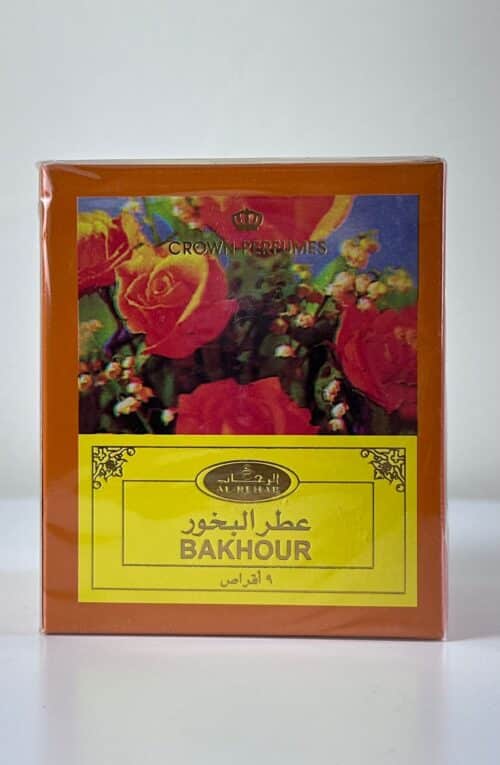 CROWN PERFUMES
الرحاب
AL-REHAB
عطر البخور
BAKHOUR
٩ أقراص